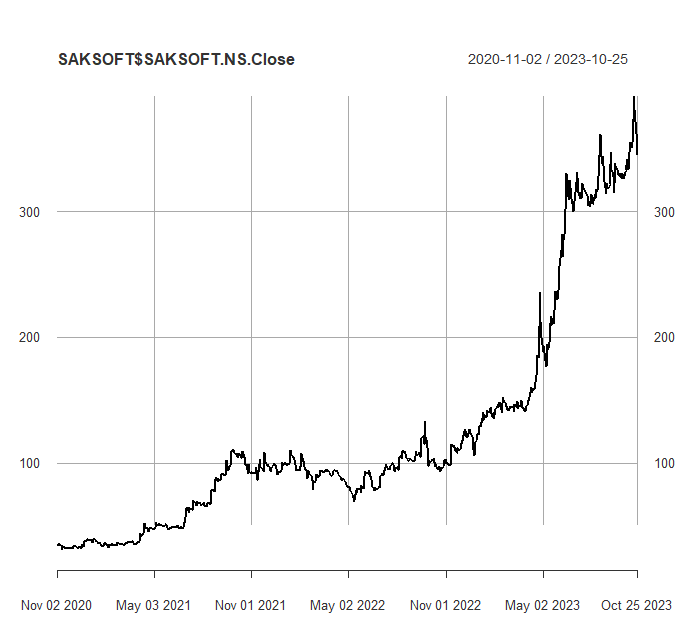 SAKSOFT$SAKSOFT.NS.Close 2020-11-02 / 2023-10-25
300 300
200 200
100 100
Nov 02 2020 May 03 2021 Nov 01 2021 May 02 2022 Nov 01 2022 May 02 2023 Oct 25 2023